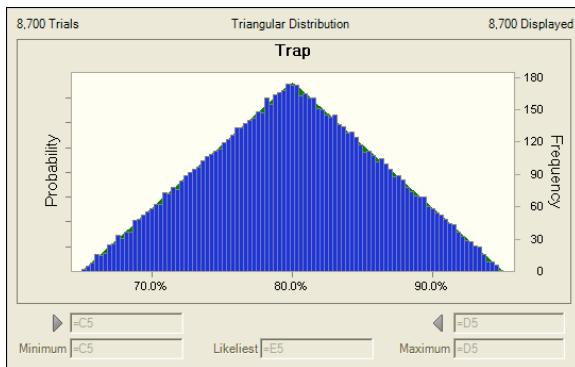 8,700 Trials Triangular Distribution 8,700 Displayed
Trap
Probability
Frequency
180
150
120
90
60
30
0
70.0% 80.0% 90.0%
=C5 =D5
Minimum =C5 Likeliest =E5 Maximum =D5